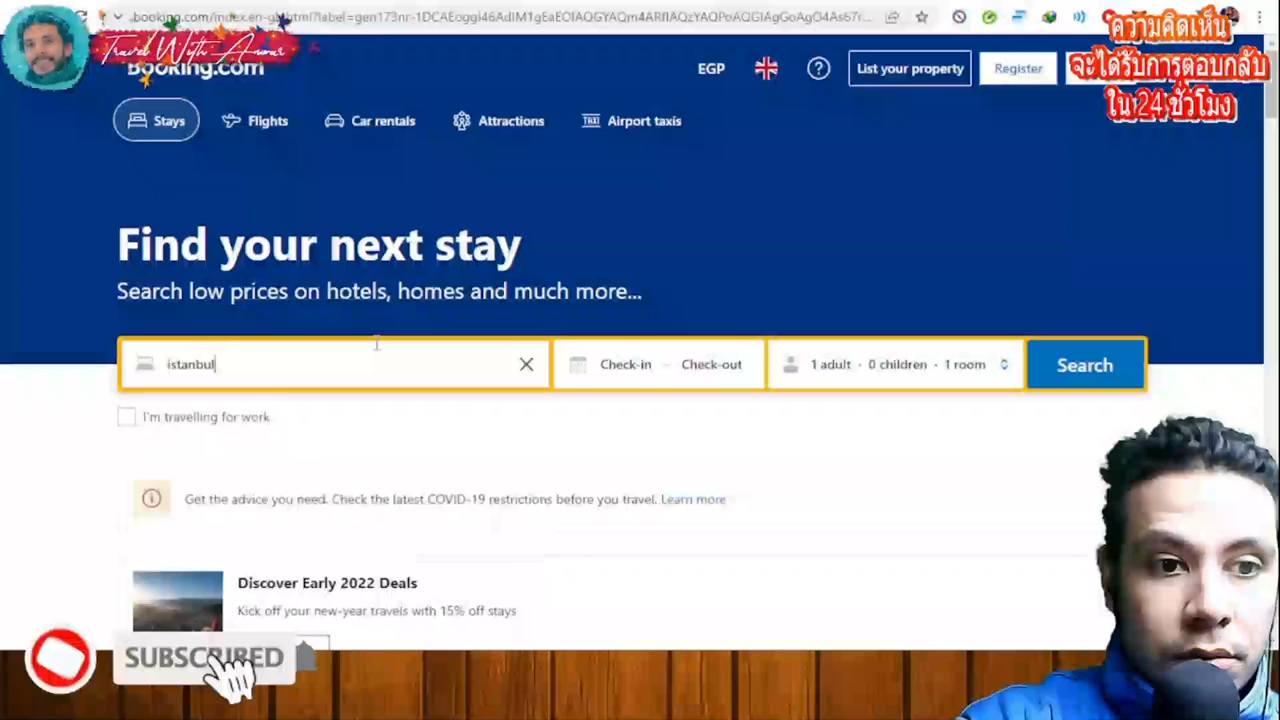 Travel With Anwar
Booking.com
EGP
List your property
Register
ความคิดเห็น
จะได้รับการตอบกลับ
ใน 24 ชั่วโมง
Stays
Flights
Car rentals
Attractions
TAXI
Airport taxis
Find your next stay
Search low prices on hotels, homes and much more...
istanbul
Check-in – Check-out
1 adult · 0 children · 1 room
Search
I'm travelling for work
Get the advice you need. Check the latest COVID-19 restrictions before you travel. Learn more
Discover Early 2022 Deals
Kick off your new-year travels with 15% off stays
SUBSCRIBED